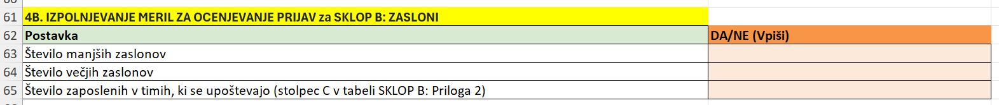 61 4B. IZPOLNJEVANJE MERIL ZA OCENJEVANJE PRIJAV za SKLOP B: ZASLONI
62 Postavka DA/NE (Vpiši)
63 Število manjših zaslonov
64 Število večjih zaslonov
65 Število zaposlenih v timih, ki se upoštevajo (stolpec C v tabeli SKLOP B: Priloga 2)